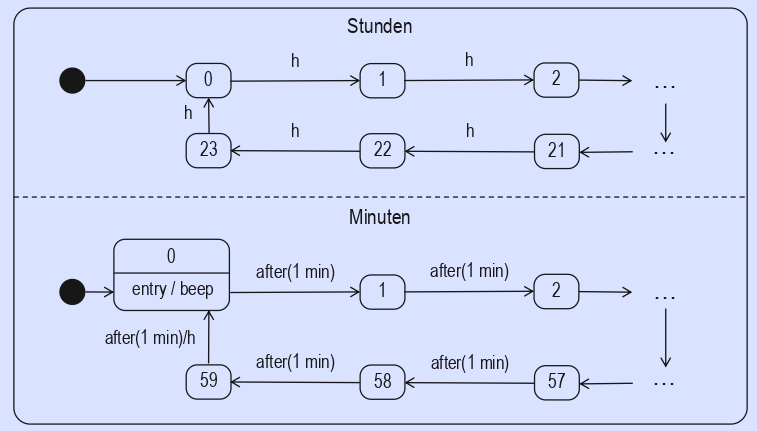 Stunden
h
h
0
1
2
...
h
h
h
23
22
21
...
Minuten
0
after(1 min)
after(1 min)
entry / beep
1
2
...
after(1 min)/h
after(1 min)
after(1 min)
59
58
57
...